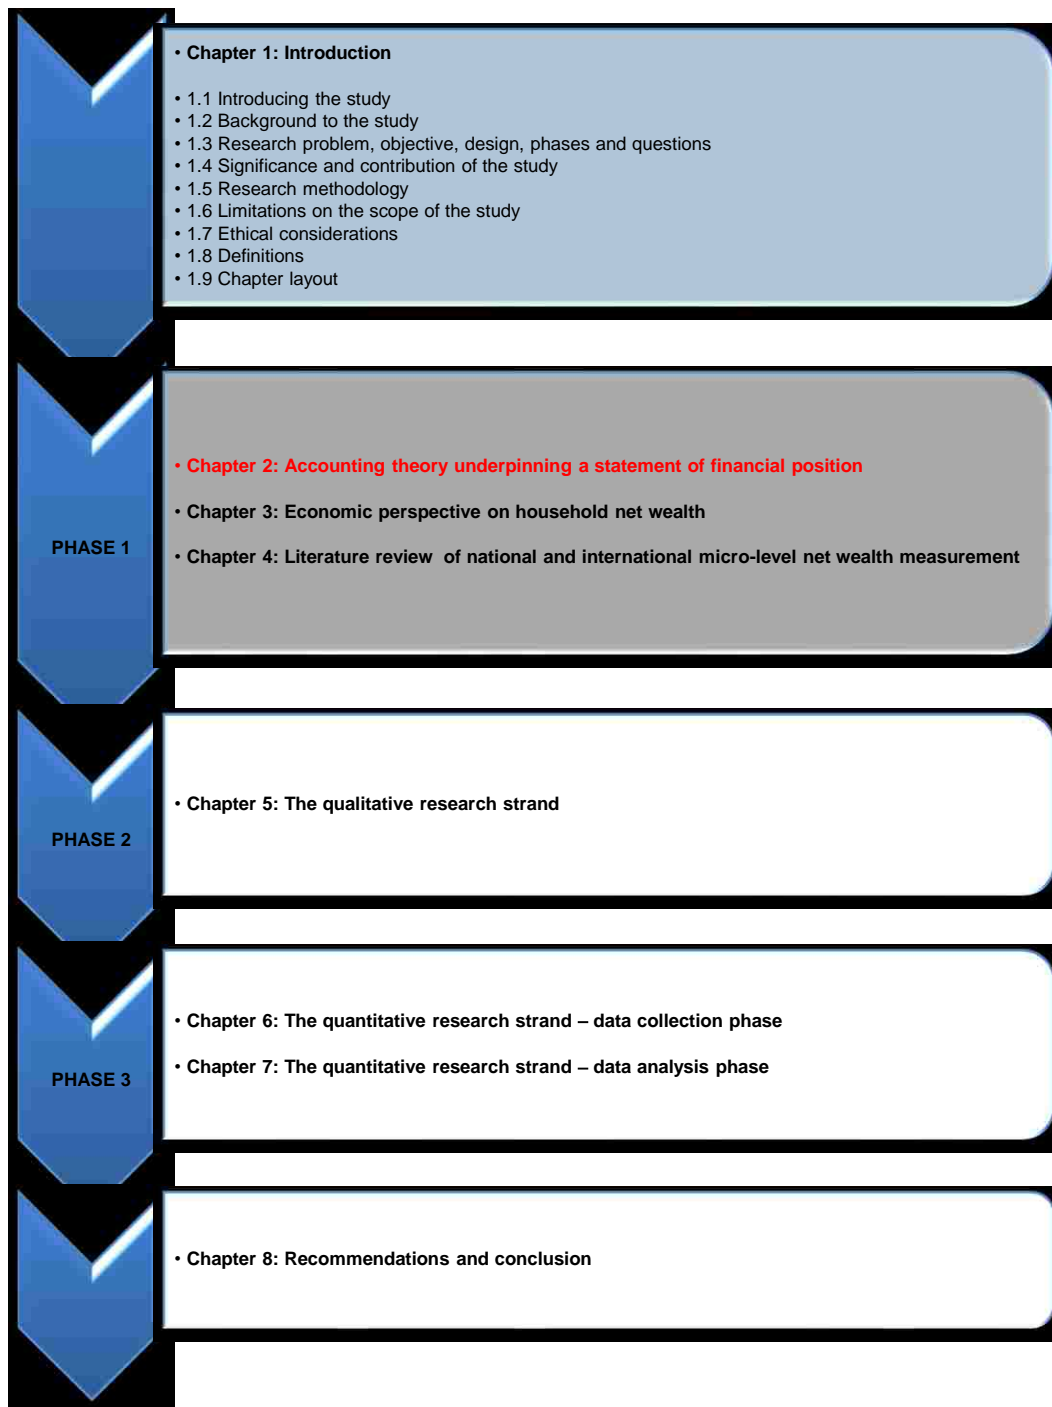 • Chapter 1: Introduction
• 1.1 Introducing the study
• 1.2 Background to the study
• 1.3 Research problem, objective, design, phases and questions
• 1.4 Significance and contribution of the study
• 1.5 Research methodology
• 1.6 Limitations on the scope of the study
• 1.7 Ethical considerations
• 1.8 Definitions
• 1.9 Chapter layout
PHASE 1
• Chapter 2: Accounting theory underpinning a statement of financial position
• Chapter 3: Economic perspective on household net wealth
• Chapter 4: Literature review of national and international micro-level net wealth measurement
PHASE 2
• Chapter 5: The qualitative research strand
PHASE 3
• Chapter 6: The quantitative research strand – data collection phase
• Chapter 7: The quantitative research strand – data analysis phase
• Chapter 8: Recommendations and conclusion